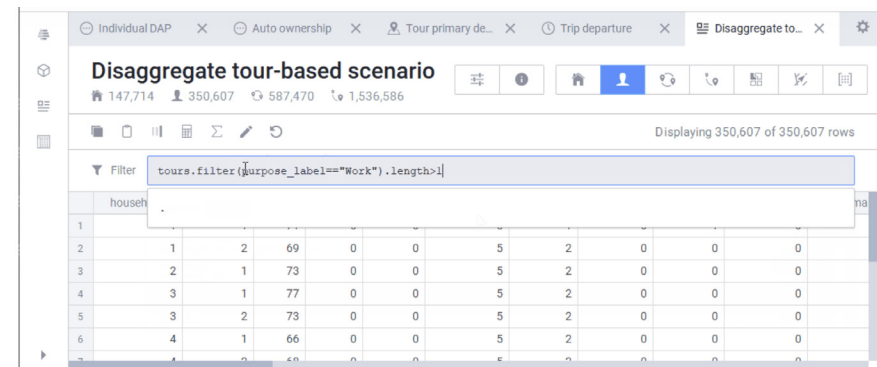 Individual DAP × Auto ownership × Tour primary de... × Trip departure × Disaggregate to... ×
Disaggregate tour-based scenario
147,714 350,607 587,470 1,536,586
Displaying 350,607 of 350,607 rows
Filter tours.filter(purpose_label=="Work").length>1
househ ma
.
1
2 1 2 69 0 0 5 2 0 0 0
3 2 1 73 0 0 5 2 0 0 0
4 3 1 77 0 0 5 2 0 0 0
5 3 2 73 0 0 5 2 0 0 0
6 4 1 66 0 0 5 2 0 0 0